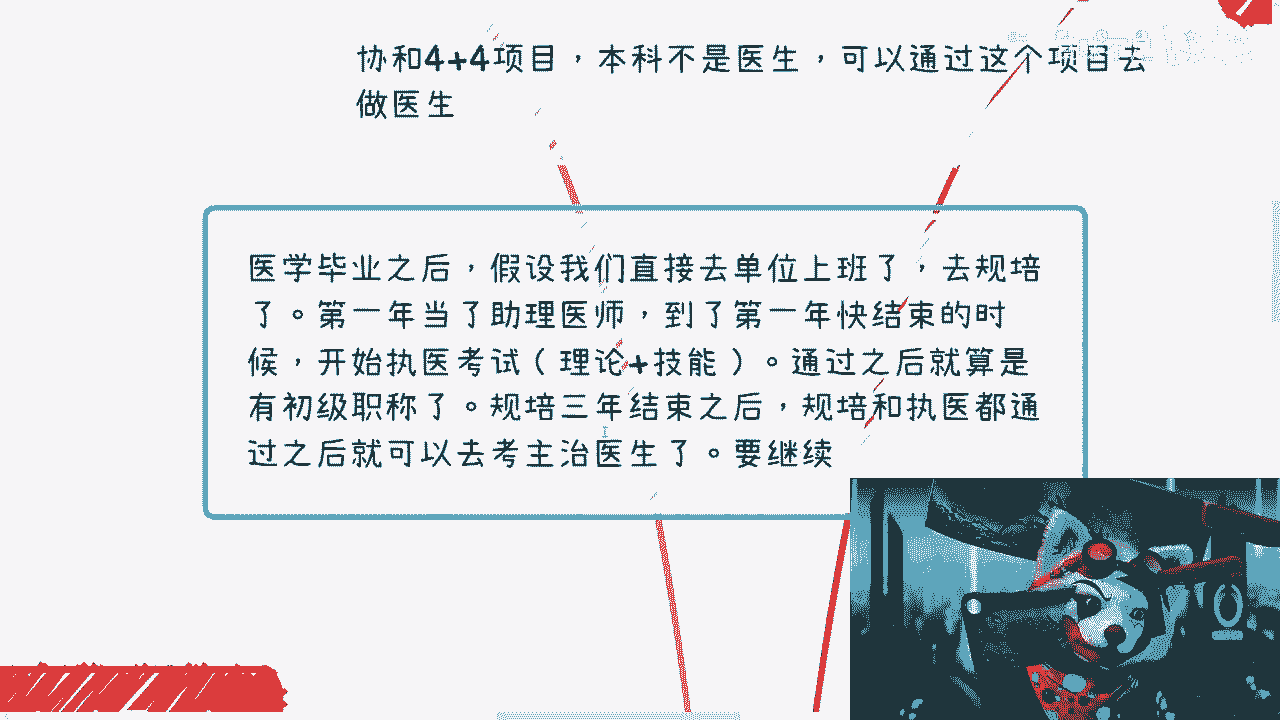 协和4+4项目，本科不是医生，可以通过这个项目去
做医生
医学毕业之后，假设我们直接去单位上班了，去规培
了。第一年当了助理医师，到了第一年快结束的时
候，开始执医考试（理论+技能）。通过之后就算是
有初级职称了。规培三年结束之后，规培和执医都通
过之后就可以去考主治医生了。要继续